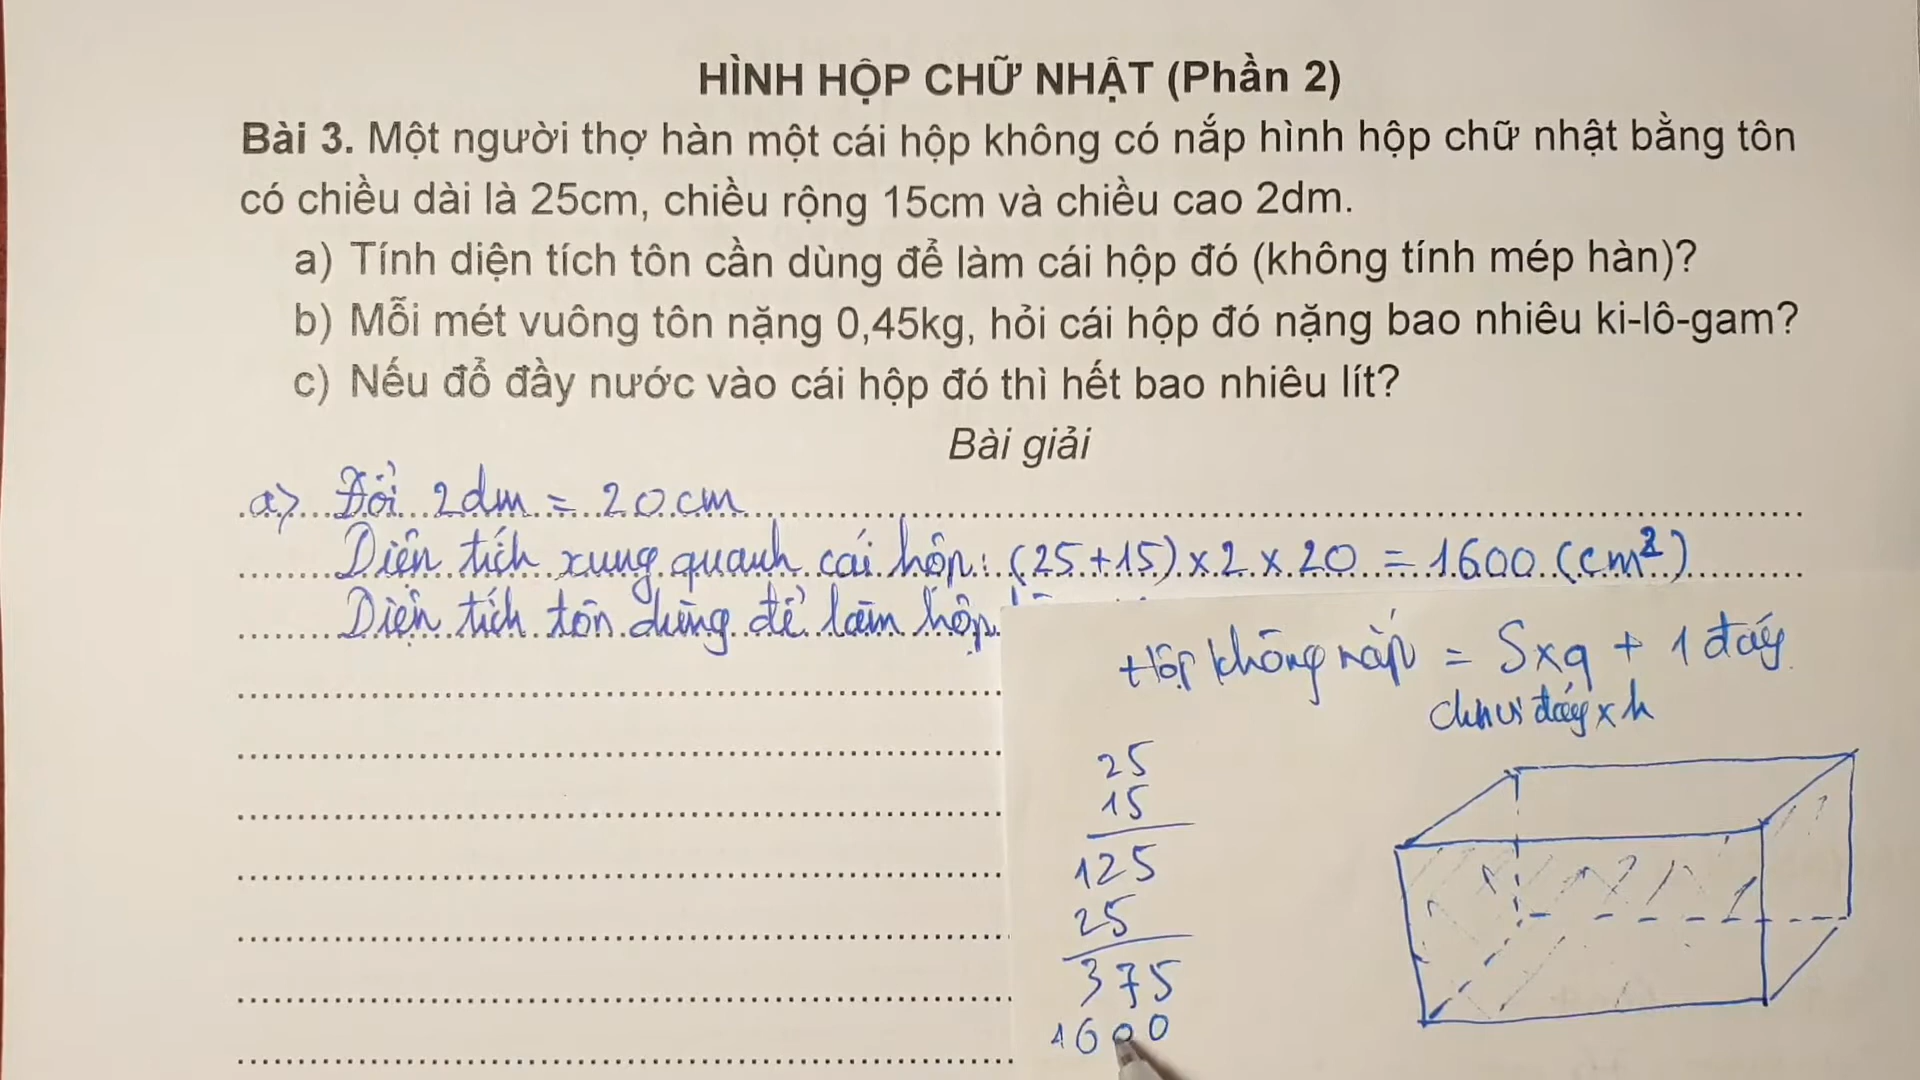 HÌNH HỘP CHỮ NHẬT (Phần 2)
Bài 3. Một người thợ hàn một cái hộp không có nắp hình hộp chữ nhật bằng tôn
có chiều dài là 25cm, chiều rộng 15cm và chiều cao 2dm.
a) Tính diện tích tôn cần dùng để làm cái hộp đó (không tính mép hàn)?
b) Mỗi mét vuông tôn nặng 0,45kg, hỏi cái hộp đó nặng bao nhiêu ki-lô-gam?
c) Nếu đổ đầy nước vào cái hộp đó thì hết bao nhiêu lít?
Bài giải
a) Đổi 2dm = 20cm
Diện tích xung quanh cái hộp: (25+15) x 2 x 20 = 1600 (cm²)
Diện tích tôn dùng để làm hộp
Hộp không nắp = Sxq + 1 đáy
chu vi đáy x h
25
15
125
25
375
1600